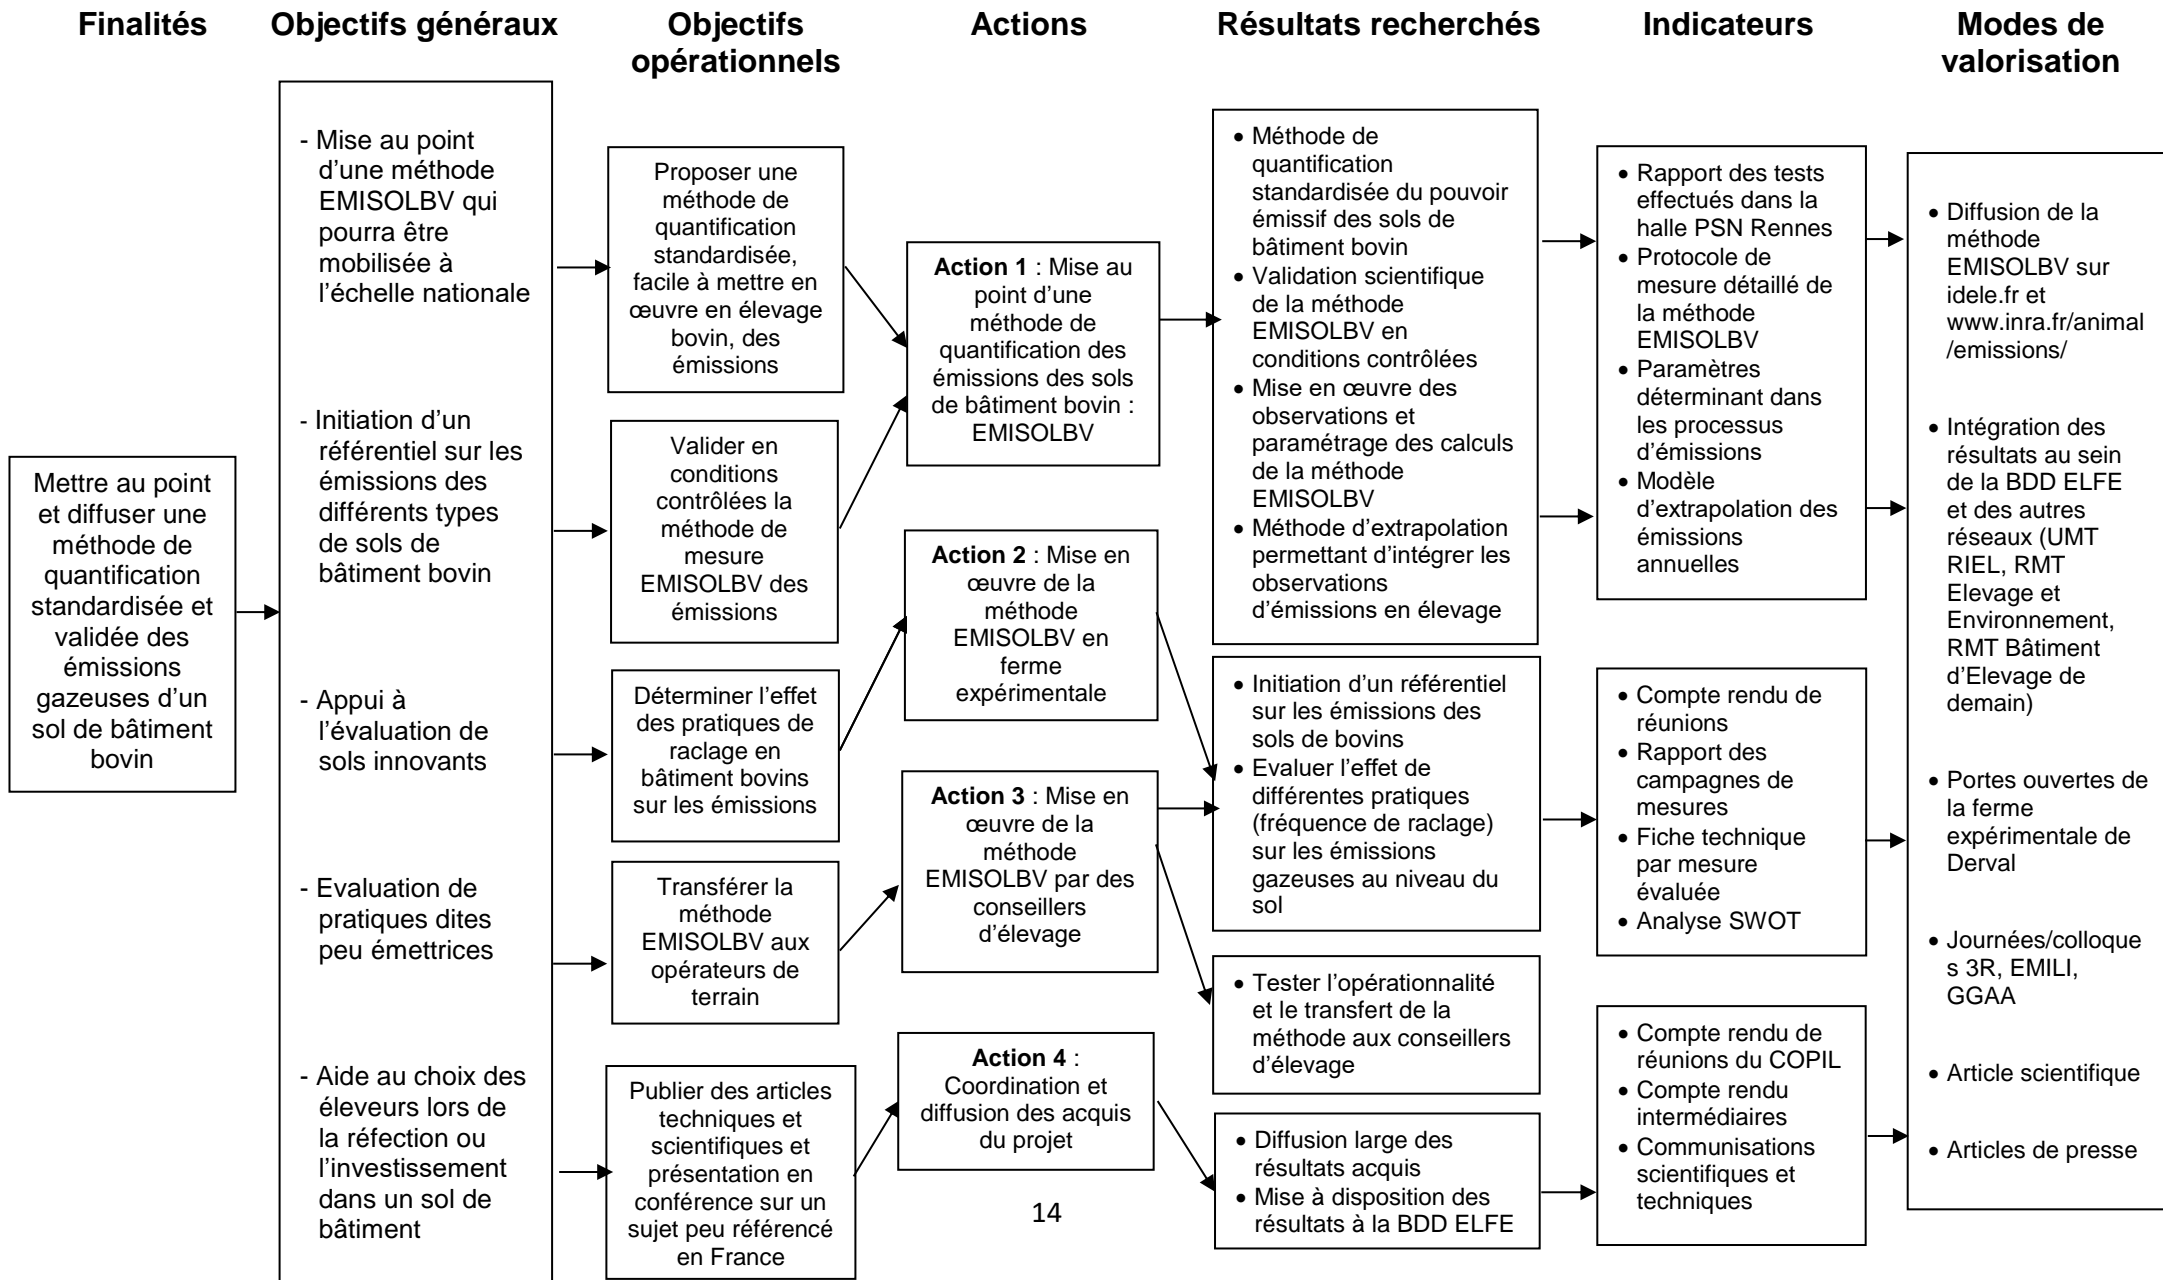 Finalités
Objectifs généraux
Objectifs
opérationnels
Actions
Résultats recherchés
Indicateurs
Modes de
valorisation
Mettre au point
et diffuser une
méthode de
quantification
standardisée et
validée des
émissions
gazeuses d’un
sol de bâtiment
bovin
- Mise au point
d’une méthode
EMISOLBV qui
pourra être
mobilisée à
l’échelle nationale
- Initiation d’un
référentiel sur les
émissions des
différents types
de sols de
bâtiment bovin
- Appui à
l’évaluation de
sols innovants
- Evaluation de
pratiques dites
peu émettrices
- Aide au choix des
éleveurs lors de
la réfection ou
l’investissement
dans un sol de
bâtiment
Proposer une
méthode de
quantification
standardisée,
facile à mettre en
œuvre en élevage
bovin, des
émissions
Valider en
conditions
contrôlées la
méthode de
mesure
EMISOLBV des
émissions
Déterminer l’effet
des pratiques de
raclage en
bâtiment bovins
sur les émissions
Transférer la
méthode
EMISOLBV aux
opérateurs de
terrain
Publier des articles
techniques et
scientifiques et
présentation en
conférence sur un
sujet peu référencé
en France
Action 1 : Mise au
point d’une
méthode de
quantification des
émissions des sols
de bâtiment bovin :
EMISOLBV
Action 2 : Mise en
œuvre de la
méthode
EMISOLBV en
ferme
expérimentale
Action 3 : Mise en
œuvre de la
méthode
EMISOLBV par des
conseillers
d’élevage
Action 4 :
Coordination et
diffusion des acquis
du projet
• Méthode de
quantification
standardisée du pouvoir
émissif des sols de
bâtiment bovin
• Validation scientifique
de la méthode
EMISOLBV en
conditions contrôlées
• Mise en œuvre des
observations et
paramétrage des calculs
de la méthode
EMISOLBV
• Méthode d’extrapolation
permettant d’intégrer les
observations
d’émissions en élevage
• Initiation d’un référentiel
sur les émissions des
sols de bovins
• Evaluer l’effet de
différentes pratiques
(fréquence de raclage)
sur les émissions
gazeuses au niveau du
sol
• Tester l’opérationnalité
et le transfert de la
méthode aux conseillers
d’élevage
• Diffusion large des
résultats acquis
• Mise à disposition des
résultats à la BDD ELFE
• Rapport des tests
effectués dans la
halle PSN Rennes
• Protocole de
mesure détaillé de
la méthode
EMISOLBV
• Paramètres
déterminant dans
les processus
d’émissions
• Modèle
d’extrapolation des
émissions
annuelles
• Compte rendu de
réunions
• Rapport des
campagnes de
mesures
• Fiche technique
par mesure
évaluée
• Analyse SWOT
• Compte rendu de
réunions du COPIL
• Compte rendu
intermédiaires
• Communisations
scientifiques et
techniques
• Diffusion de la
méthode
EMISOLBV sur
idele.fr et
www.inra.fr/animal
/emissions/
• Intégration des
résultats au sein
de la BDD ELFE
et des autres
réseaux (UMT
RIEL, RMT
Elevage et
Environnement,
RMT Bâtiment
d’Elevage de
demain)
• Portes ouvertes de
la ferme
expérimentale de
Derval
• Journées/colloque
s 3R, EMILI,
GGAA
• Article scientifique
• Articles de presse
14